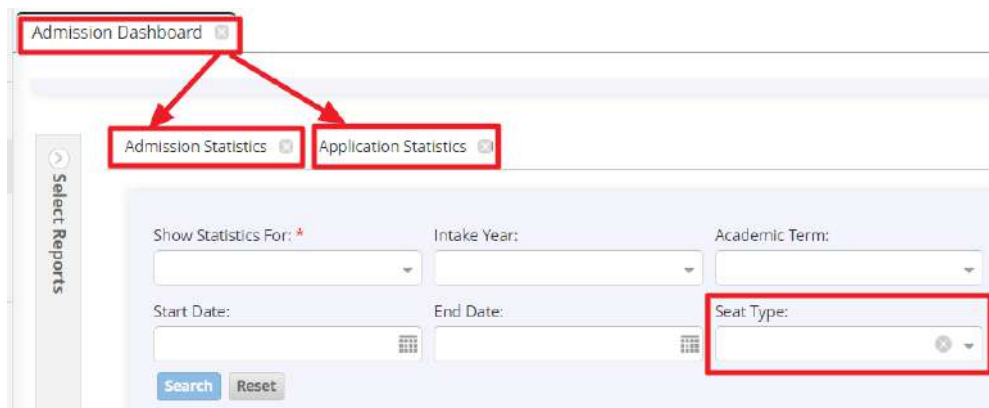 Admission Dashboard
Admission Statistics Application Statistics
Select Reports
Show Statistics For: * Intake Year: Academic Term:
Start Date: End Date: Seat Type:
Search Reset